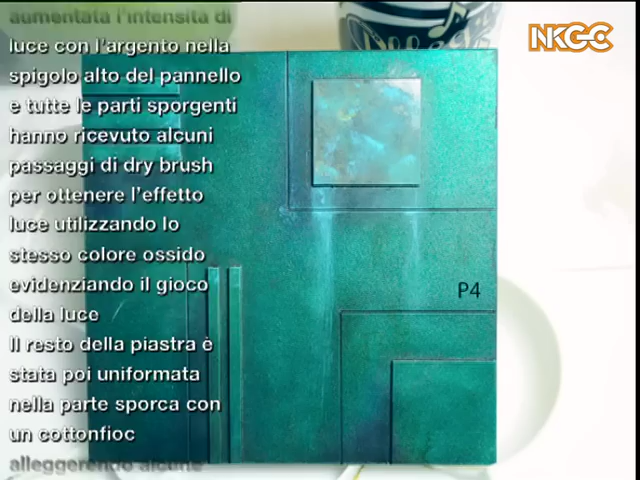 aumentata l'intensità di
luce con l'argento nella
spigolo alto del pannello
e tutte le parti sporgenti
hanno ricevuto alcuni
passaggi di dry brush
per ottenere l'effetto
luce utilizzando lo
stesso colore ossido
evidenziando il gioco
della luce
Il resto della piastra è
stata poi uniformata
nella parte sporca con
un cottonfioc
alleggerendo alcune
NKGC
P4